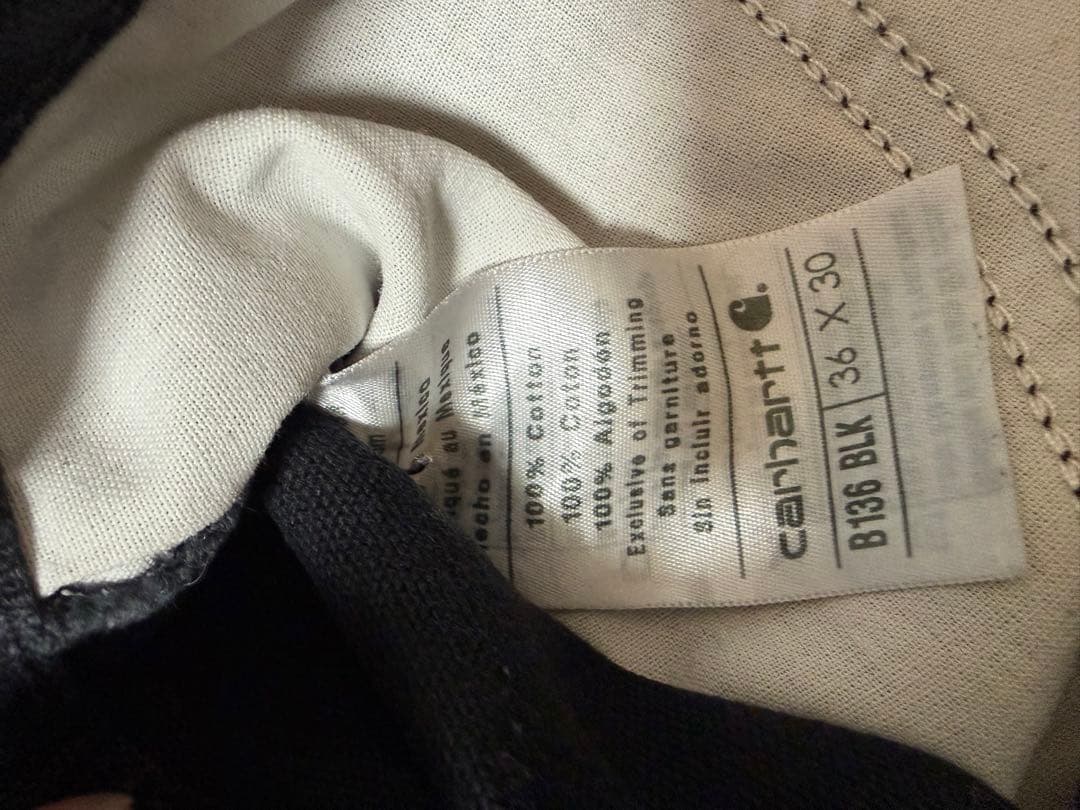 B136 BLK 36 X 30
carhartt
Exclusive of Trimming
Sans garniture
Sin incluir adorno
100% Cotton
100% Coton
100% Algodón
Mexico
au Mexique
Hecho en México